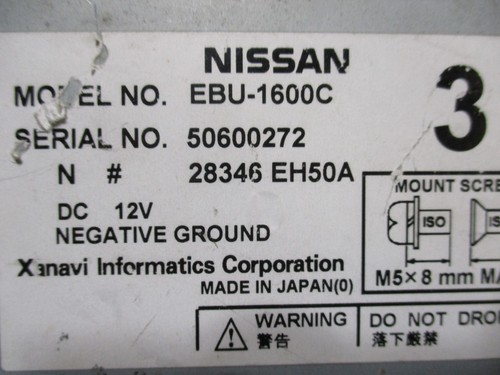 NISSAN
MODEL NO. EBU-1600C
3
SERIAL NO. 50600272
N # 28346 EH50A
MOUNT SCRE
DC 12V
ISO ISO
NEGATIVE GROUND
Xanavi Informatics Corporation
M5×8 mm MA
MADE IN JAPAN(0)
WARNING
警告
DO NOT DROP
落下厳禁